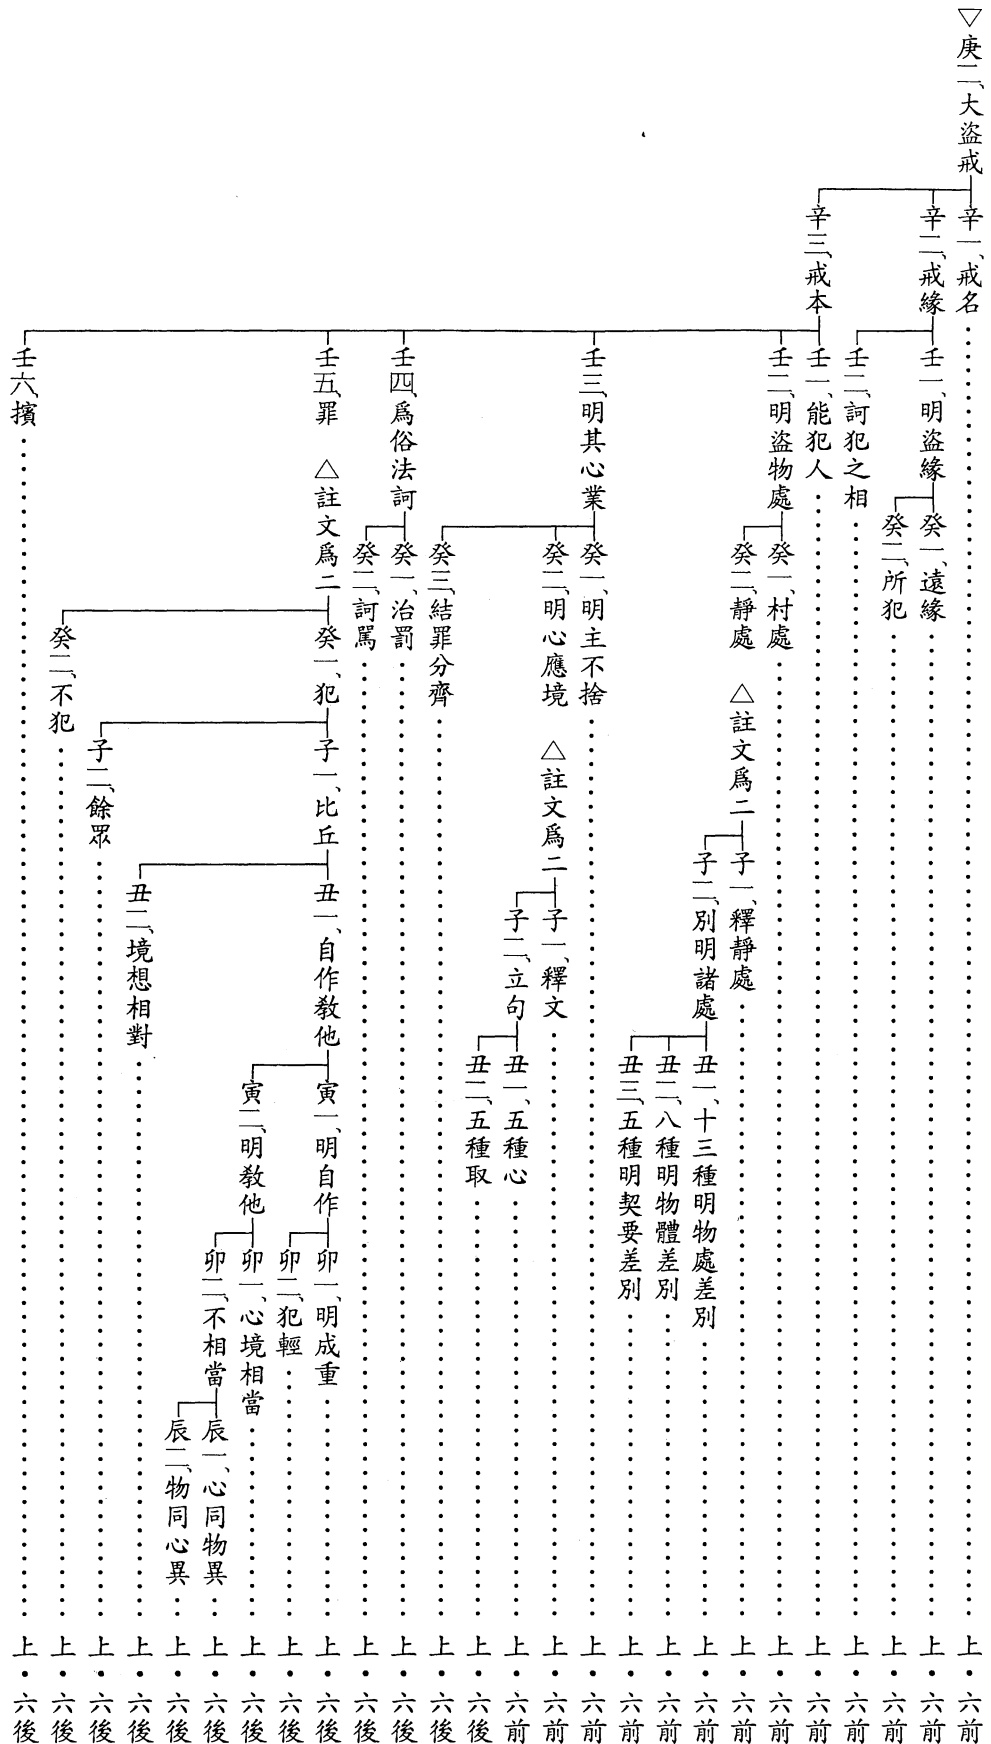 ▽庚二、大盜戒 辛一、戒名 上・六前
辛二、戒緣 壬一、明盜緣 癸一、遠緣 上・六前
癸二、所犯 上・六前
壬二、訶犯之相 上・六前
辛三、戒本 壬一、能犯人 上・六前
壬二、明盜物處 癸一、村處 上・六前
癸二、靜處 △註文爲二 子一、釋靜處 上・六前
子二、別明諸處 丑一、十三種明物處差別 上・六前
丑二、八種明物體差別 上・六前
丑三、五種明契要差別 上・六前
壬三、明其心業 癸一、明主不捨 上・六前
癸二、明心應境 △註文爲二 子一、釋文 上・六前
子二、立句 丑一、五種心 上・六前
丑二、五種取 上・六後
癸三、結罪分齊 上・六後
壬四、爲俗法訶 癸一、治罰 上・六後
癸二、訶罵 上・六後
壬五、罪 △註文爲二 癸一、犯 子一、比丘 丑一、自作教他 寅一、明自作 卯一、明成重 上・六後
卯二、犯輕 上・六後
寅二、明教他 卯一、心境相當 上・六後
卯二、不相當 辰一、心同物異 上・六後
辰二、物同心異 上・六後
丑二、境想相對 上・六後
子二、餘眾 上・六後
癸二、不犯 上・六後
壬六、擯 上・六後